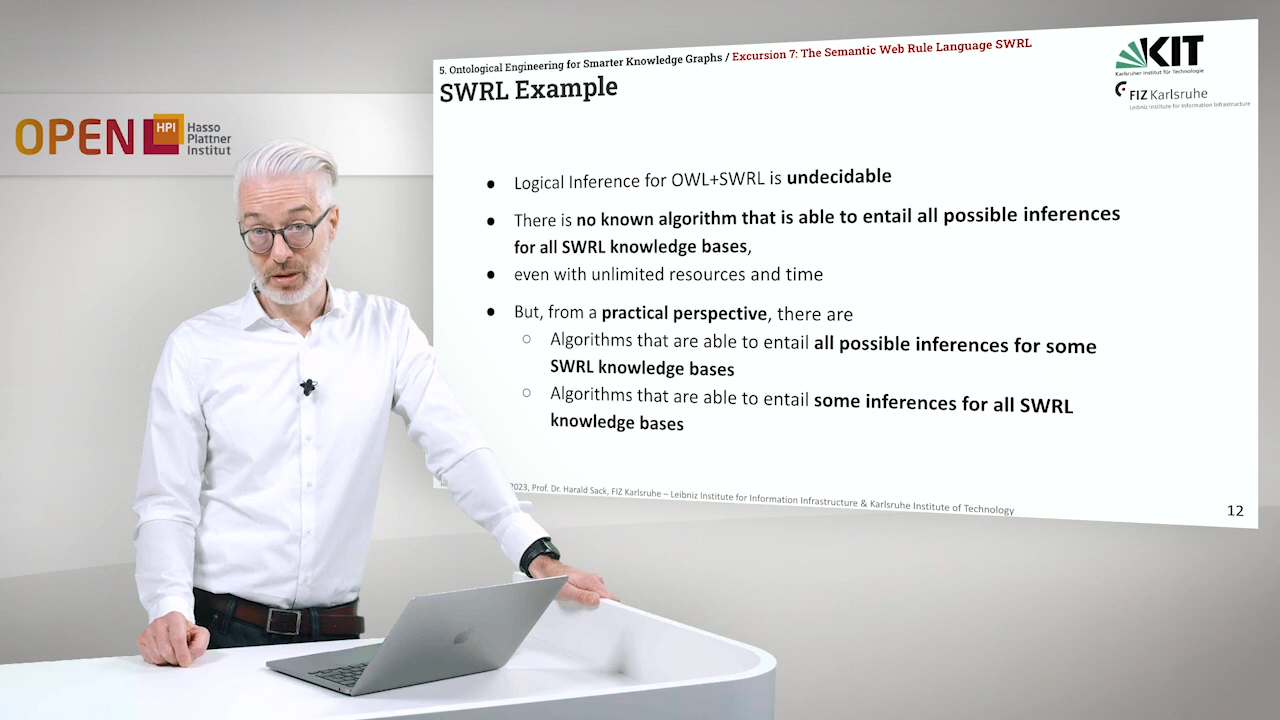 OPEN HPI Hasso
Plattner
Institut
5. Ontological Engineering for Smarter Knowledge Graphs / Excursion 7: The Semantic Web Rule Language SWRL
SWRL Example
KIT
Karlsruher Institut für Technologie
FIZ Karlsruhe
Leibniz Institute for Information Infrastructure
● Logical Inference for OWL+SWRL is undecidable
● There is no known algorithm that is able to entail all possible inferences
for all SWRL knowledge bases,
● even with unlimited resources and time
● But, from a practical perspective, there are
○ Algorithms that are able to entail all possible inferences for some
SWRL knowledge bases
○ Algorithms that are able to entail some inferences for all SWRL
knowledge bases
2023, Prof. Dr. Harald Sack, FIZ Karlsruhe – Leibniz Institute for Information Infrastructure & Karlsruhe Institute of Technology
12